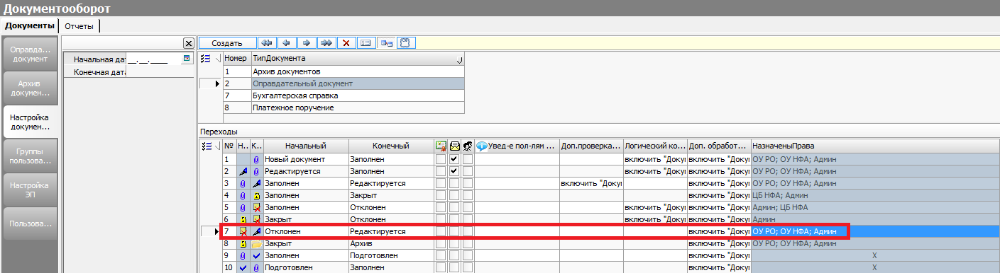 Документооборот
Документы Отчеты
Оправда... документ
Архив докумен...
Настройка докумен...
Группы пользова...
Настройка ЭП
Пользова...
Начальная дат __.__.____
Конечная дата
Создать
Номер ТипДокумента
1 Архив документов
2 Оправдательный документ
7 Бухгалтерская справка
8 Платежное поручение
Переходы
№ Н.. К.. Начальный Конечный Увед-е пол-лям ... Доп.проверка... Логический ко... Доп. обработ... НазначеныПрава
1 Новый документ Заполнен включить "Доку включить "Доку ОУ РО; ОУ НФА; Админ
2 Редактируется Заполнен включить "Доку включить "Доку ОУ РО; ОУ НФА; Админ
3 Заполнен Редактируется включить "Доку включить "Доку ОУ РО; ОУ НФА; Админ
4 Заполнен Закрыт включить "Доку ЦБ НФА; Админ
5 Заполнен Отклонен включить "Доку включить "Доку Админ; ЦБ НФА
6 Закрыт Отклонен включить "Доку включить "Доку Админ
7 Отклонен Редактируется включить "Доку ОУ РО; ОУ НФА; Админ
8 Закрыт Архив включить "Доку ОУ РО; ОУ НФА; Админ
9 Заполнен Подготовлен включить "Доку X
10 Подготовлен Заполнен включить "Доку X